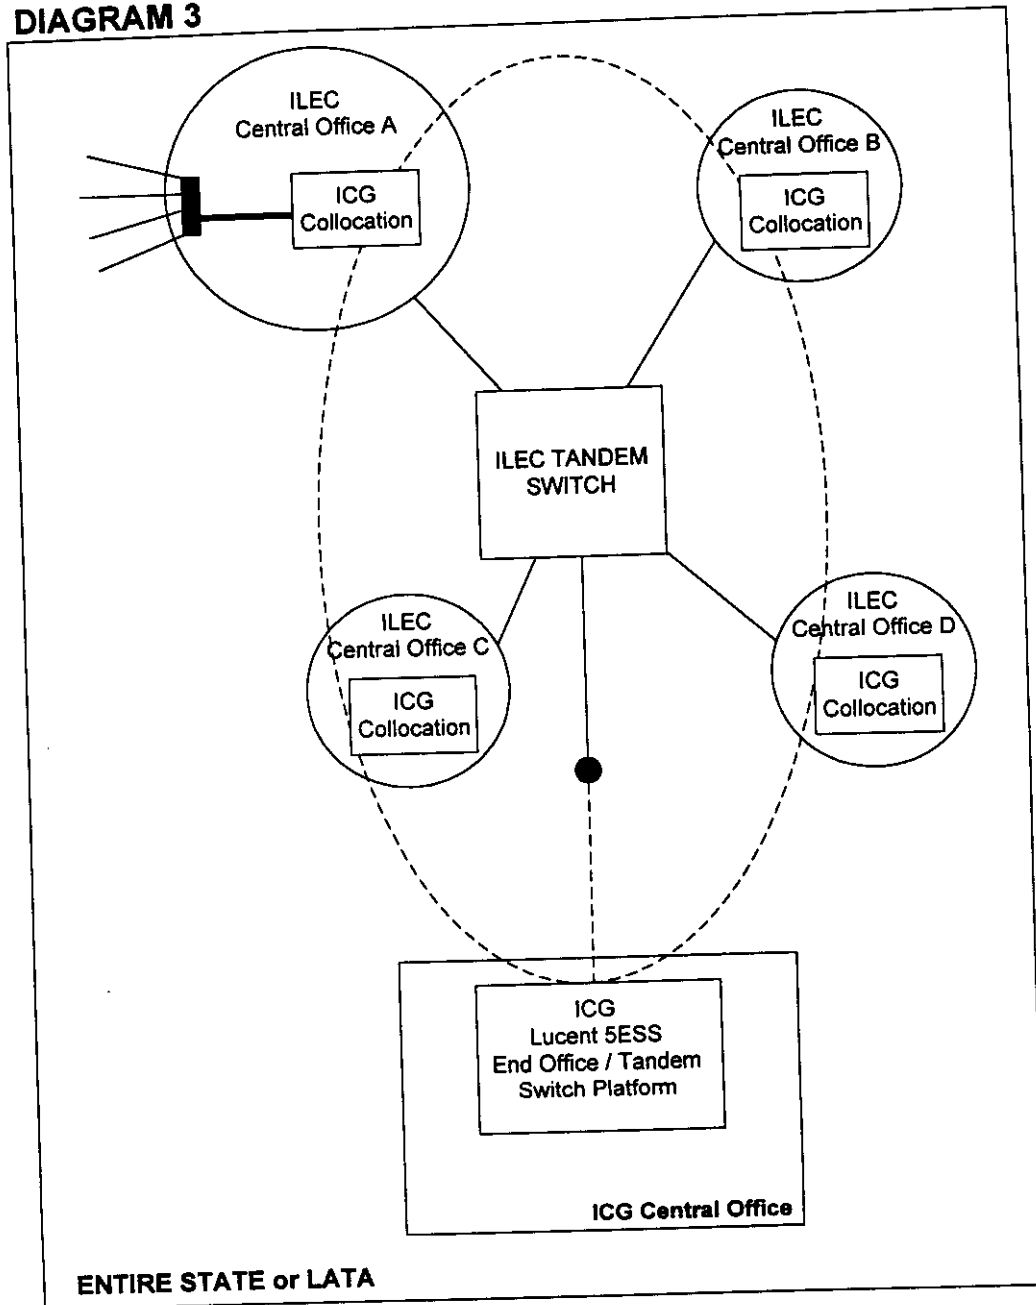 DIAGRAM 3
ILEC
Central Office A
ICG
Collocation
ILEC
Central Office B
ICG
Collocation
ILEC TANDEM
SWITCH
ILEC
Central Office C
ICG
Collocation
ILEC
Central Office D
ICG
Collocation
ICG
Lucent 5ESS
End Office / Tandem
Switch Platform
ICG Central Office
ENTIRE STATE or LATA